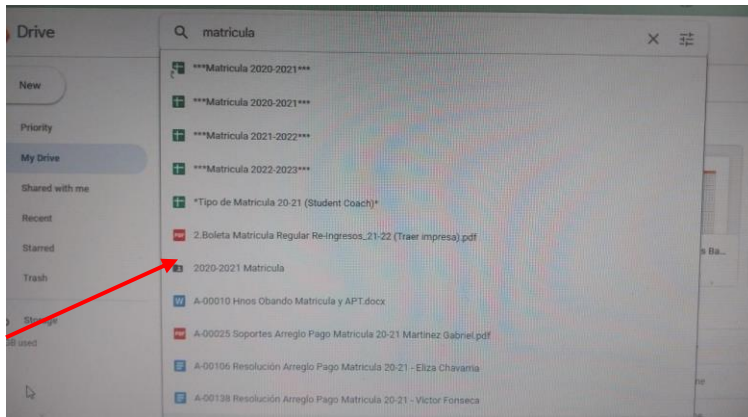 Drive
matricula
New
Priority
My Drive
Shared with me
Recent
Starred
Trash
Storage
GB used
***Matricula 2020-2021***
***Matricula 2020-2021***
***Matricula 2021-2022***
***Matricula 2022-2023***
*Tipo de Matricula 20-21 (Student Coach)*
2.Boleta Matricula Regular Re-Ingresos_21-22 (Traer impresa).pdf
2020-2021 Matricula
A-00010 Hnos Obando Matricula y APT.docx
A-00025 Soportes Arreglo Pago Matricula 20-21 Martinez Gabriel.pdf
A-00106 Resolución Arreglo Pago Matricula 20-21 - Eliza Chavarria
A-00138 Resolución Arreglo Pago Matricula 20-21 - Victor Fonseca
s Ba...